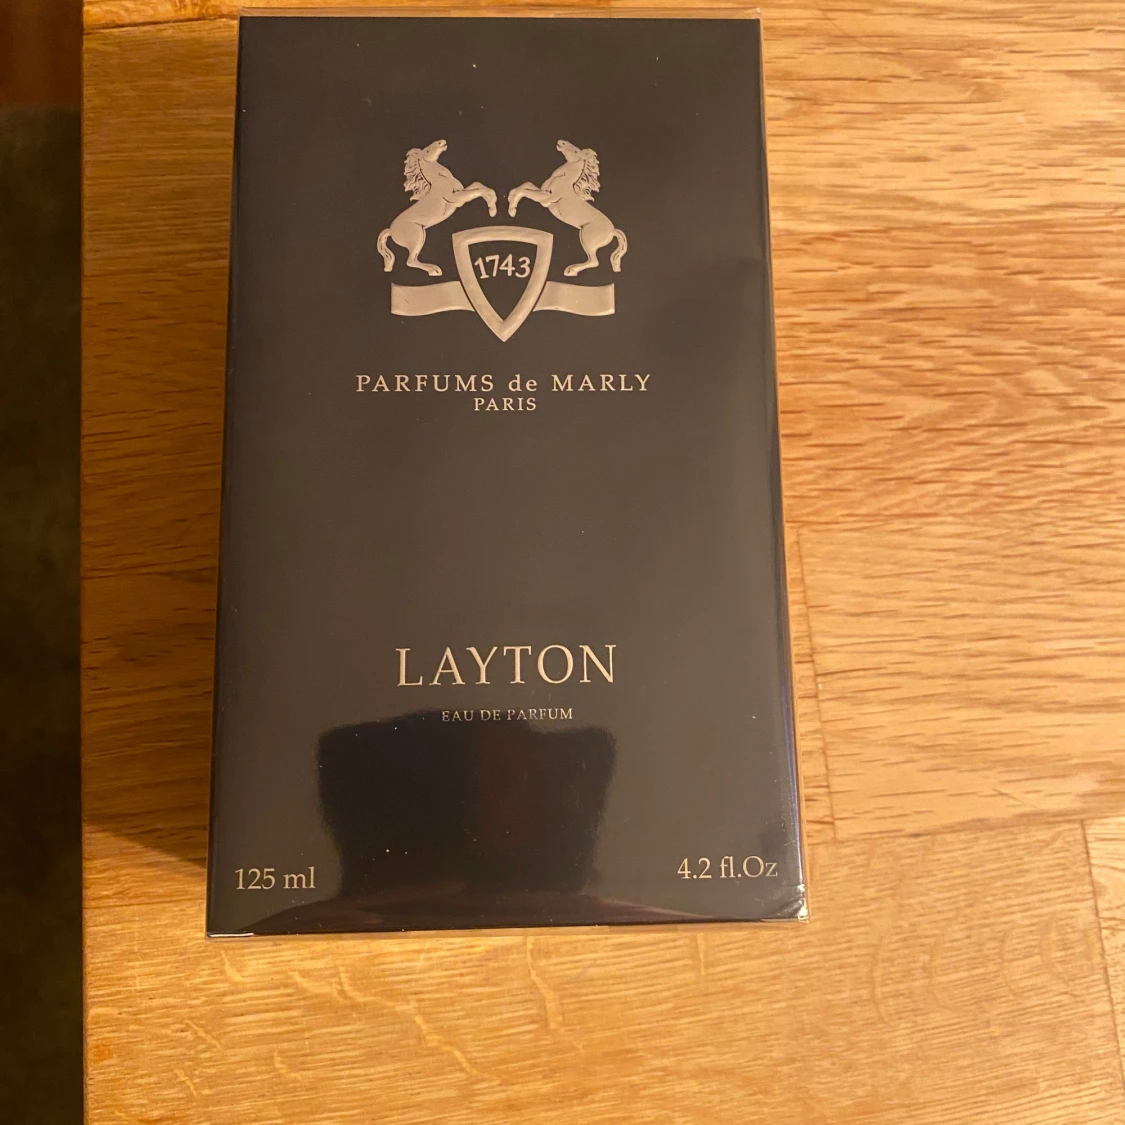 1743
PARFUMS de MARLY
PARIS
LAYTON
EAU DE PARFUM
125 ml 4.2 fl.Oz